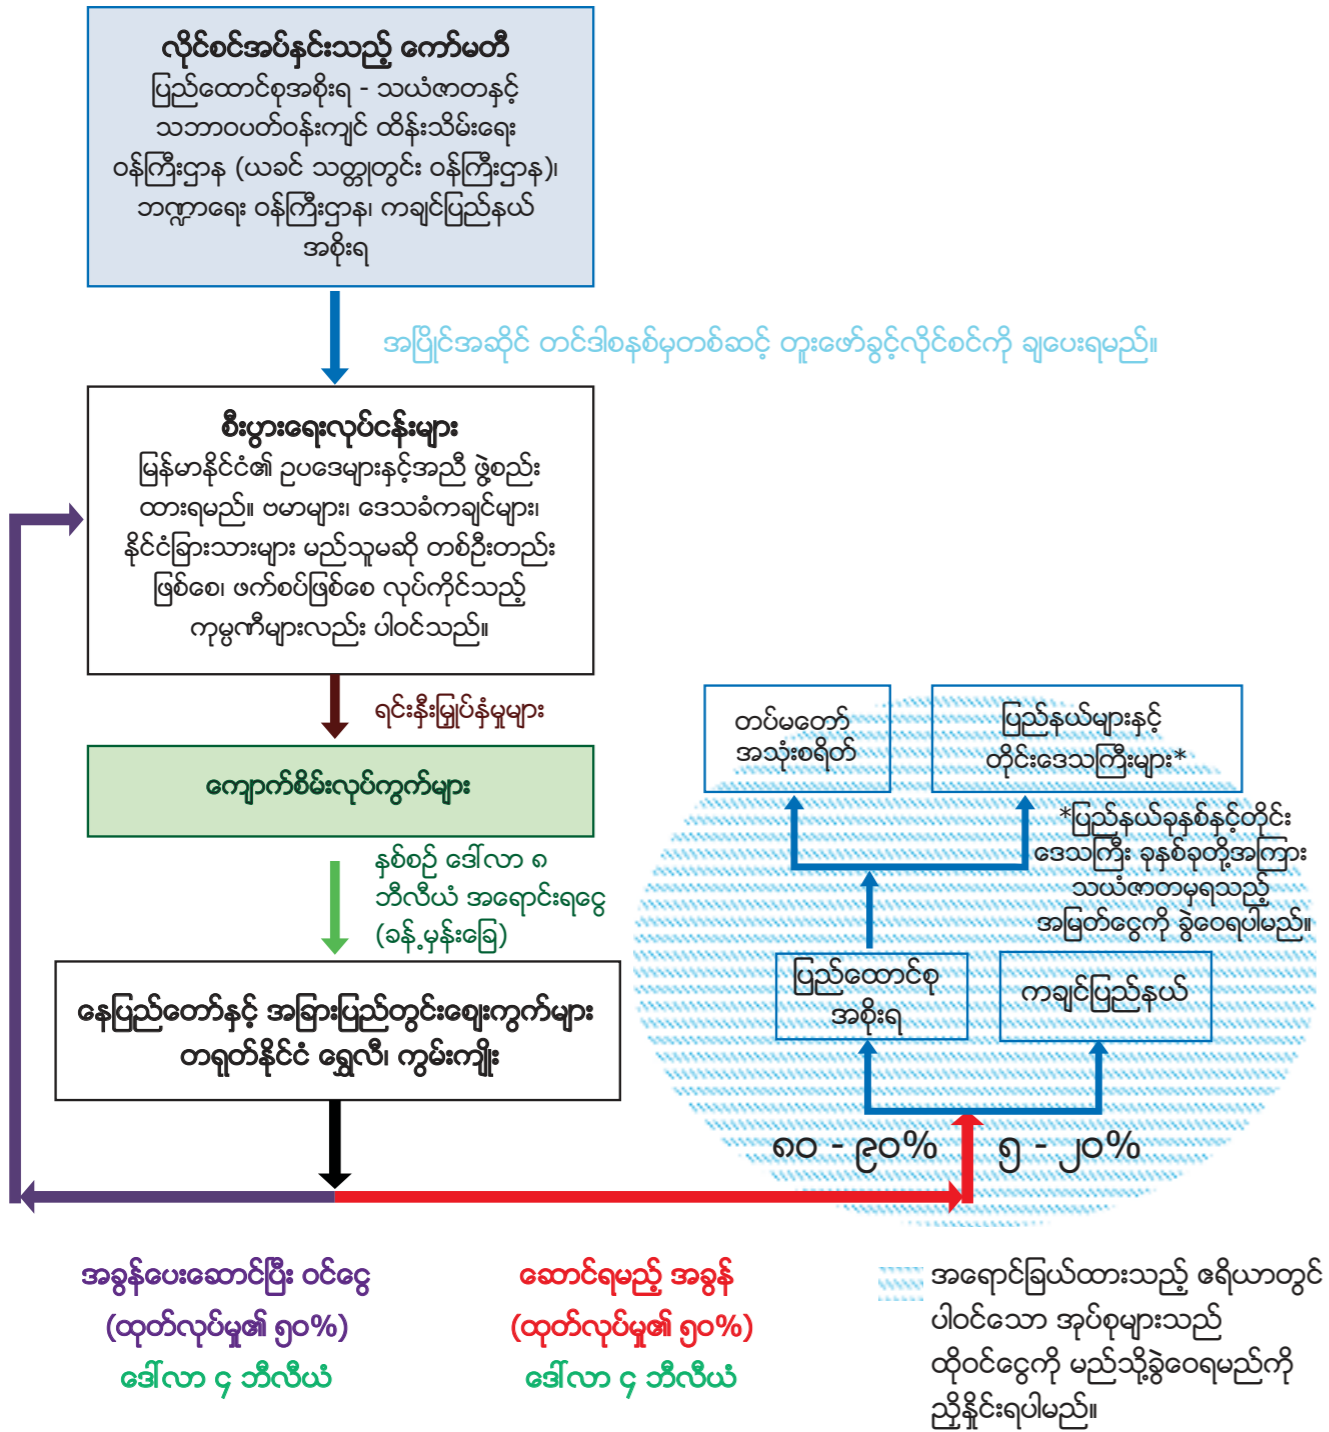 လိုင်စင်အပ်နှင်းသည့် ကော်မတီ
ပြည်ထောင်စုအစိုးရ - သယံဇာတနှင့်
သဘာဝပတ်ဝန်းကျင် ထိန်းသိမ်းရေး
ဝန်ကြီးဌာန (ယခင် သတ္တုတွင်း ဝန်ကြီးဌာန)၊
ဘဏ္ဍာရေး ဝန်ကြီးဌာန၊ ကချင်ပြည်နယ်
အစိုးရ
အပြိုင်အဆိုင် တင်ဒါစနစ်မှတစ်ဆင့် တူးဖော်ခွင့်လိုင်စင်ကို ချပေးရမည်။
စီးပွားရေးလုပ်ငန်းများ
မြန်မာနိုင်ငံ၏ ဥပဒေများနှင့်အညီ ဖွဲ့စည်း
ထားရမည်။ ဗမာများ၊ ဒေသခံကချင်များ၊
နိုင်ငံခြားသားများ မည်သူမဆို တစ်ဦးတည်း
ဖြစ်စေ၊ ဖက်စပ်ဖြစ်စေ လုပ်ကိုင်သည့်
ကုမ္ပဏီများလည်း ပါဝင်သည်။
ရင်းနှီးမြှုပ်နှံမှုများ
ကျောက်စိမ်းလုပ်ကွက်များ
နှစ်စဉ် ဒေါ်လာ ၈
ဘီလီယံ အရောင်းရငွေ
(ခန့်မှန်းခြေ)
နေပြည်တော်နှင့် အခြားပြည်တွင်းဈေးကွက်များ
တရုတ်နိုင်ငံ ရွှေလီ၊ ကွမ်းကျိုး
တပ်မတော်
အသုံးစရိတ်
ပြည်နယ်များနှင့်
တိုင်းဒေသကြီးများ*
*ပြည်နယ်ခုနစ်နှင့်တိုင်း
ဒေသကြီး ခုနစ်ခုတို့အကြား
သယံဇာတမှရသည့်
အမြတ်ငွေကို ခွဲဝေရပါမည်။
ပြည်ထောင်စု
အစိုးရ
ကချင်ပြည်နယ်
၈၀ - ၉၀% ၅ - ၂၀%
အခွန်ပေးဆောင်ပြီး ဝင်ငွေ
(ထုတ်လုပ်မှု၏ ၅၀%)
ဒေါ်လာ ၄ ဘီလီယံ
ဆောင်ရမည့် အခွန်
(ထုတ်လုပ်မှု၏ ၅၀%)
ဒေါ်လာ ၄ ဘီလီယံ
အရောင်ခြယ်ထားသည့် ဧရိယာတွင်
ပါဝင်သော အုပ်စုများသည်
ထိုဝင်ငွေကို မည်သို့ခွဲဝေရမည်ကို
ညှိနှိုင်းရပါမည်။